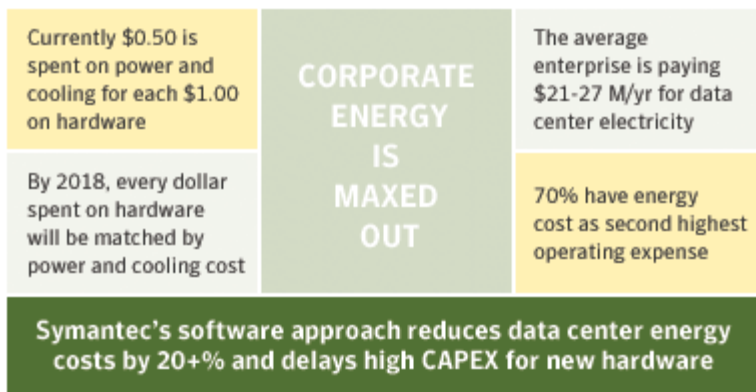 Currently $0.50 is
spent on power and
cooling for each $1.00
on hardware
By 2018, every dollar
spent on hardware
will be matched by
power and cooling cost
CORPORATE
ENERGY
IS
MAXED
OUT
The average
enterprise is paying
$21-27 M/yr for data
center electricity
70% have energy
cost as second highest
operating expense
Symantec’s software approach reduces data center energy
costs by 20+% and delays high CAPEX for new hardware